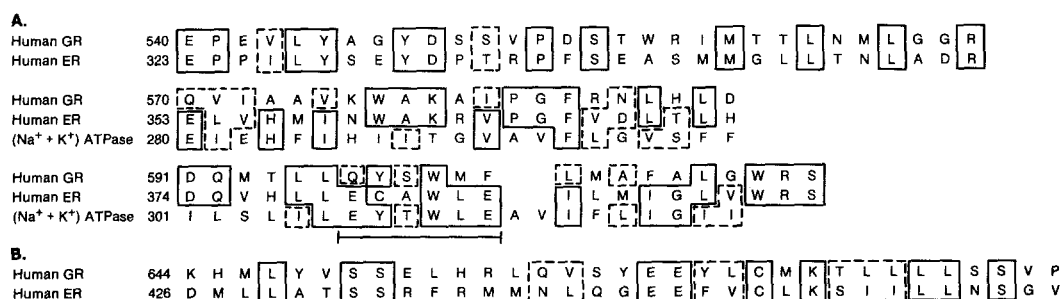 A.
Human GR 540 E P E V L Y A G Y D S S V P D S T W R I M T T L N M L G G R
Human ER 323 E P P I L Y S E Y D P T R P F S E A S M M G L L T N L A D R
Human GR 570 Q V I A A V K W A K A I P G F R N L H L D
Human ER 353 E L V H M I N W A K R V P G F V D L T L H
(Na⁺ + K⁺) ATPase 280 E I E H F I H I I T G V A V F L G V S F F
Human GR 591 D Q M T L L Q Y S W M F L M A F A L G W R S
Human ER 374 D Q V H L L E C A W L E I L M I G L V W R S
(Na⁺ + K⁺) ATPase 301 I L S L I L E Y T W L E A V I F L I G I I
B.
Human GR 644 K H M L Y V S S E L H R L Q V S Y E E Y L C M K T L L L L S S V P
Human ER 426 D M L L A T S S R F R M M N L Q G E E F V C L K S I I L L N S G V